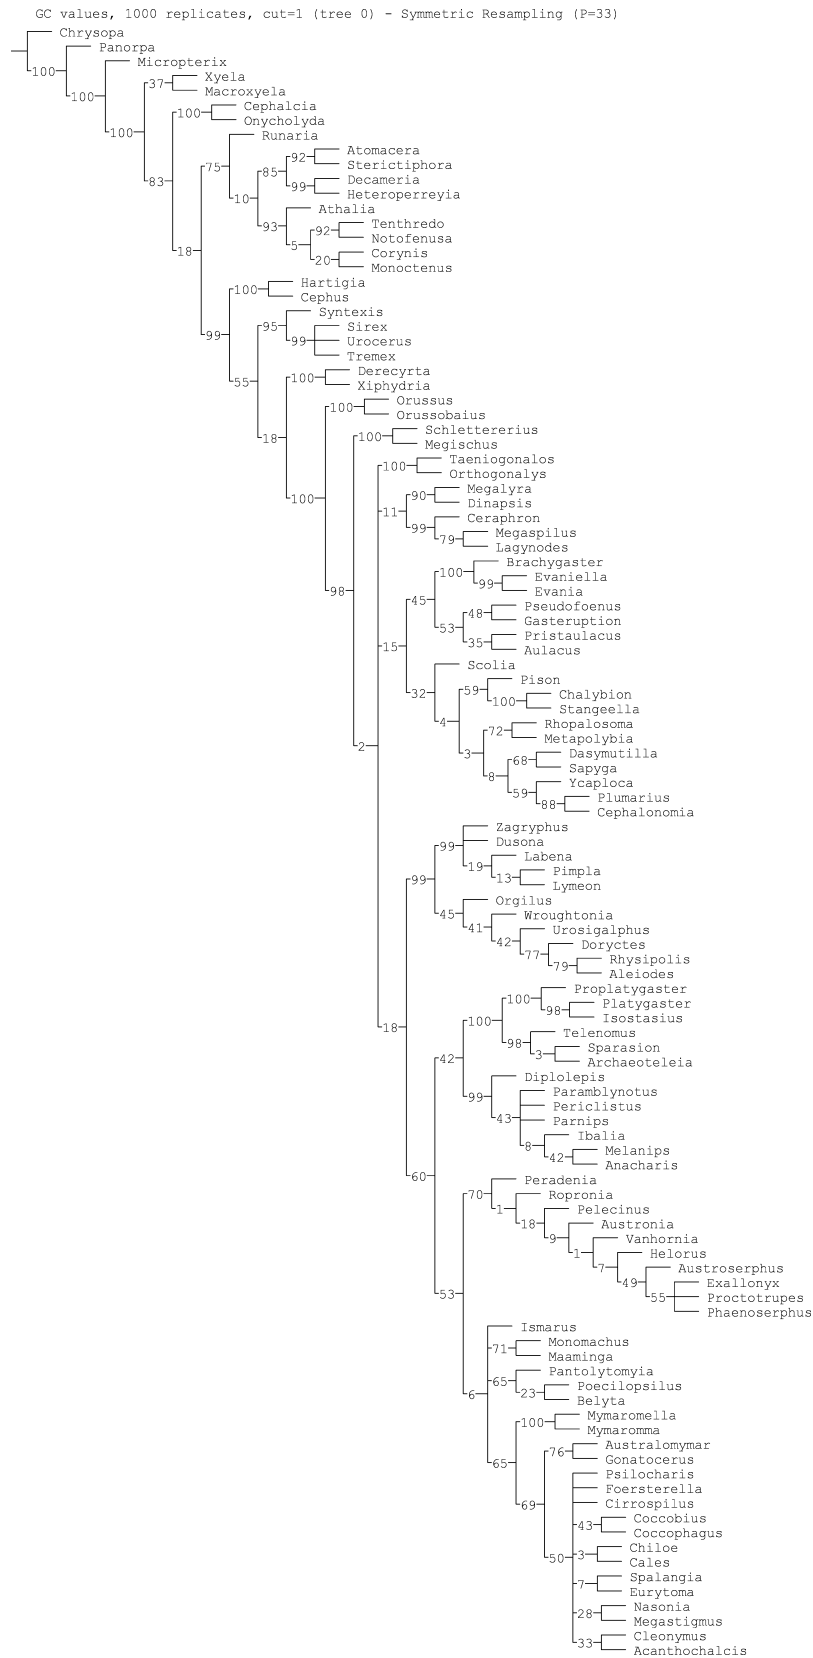 GC values, 1000 replicates, cut=1 (tree 0) - Symmetric Resampling (P=33)
Chrysopa
Panorpa
100
Micropterix
37 Xyela
100
Macroxyela
Cephalcia
100
Onycholyda
100
Runaria
Atomacera
92
Sterictiphora
75
85
Decameria
83
99
Heteroperreyia
10
Athalia
Tenthredo
93 92
Notofenusa
5
Corynis
18
20
Monoctenus
Hartigia
100
Cephus
Syntexis
95 Sirex
99
99 Urocerus
Tremex
Derecyrta
55 100
Xiphydria
Orussus
100
Orussobaius
Schlettererius
18 100
Megischus
Taeniogonalos
100
Orthogonalys
Megalyra
100 90
Dinapsis
11
Ceraphron
99
Megaspilus
79
Lagynodes
Brachygaster
100
Evaniella
99
98 Evania
45
Pseudofoenus
48
Gasteruption
53
Pristaulacus
35
15 Aulacus
Scolia
Pison
59
32 Chalybion
100
Stangeella
4
Rhopalosoma
72
Metapolybia
2 3
Dasymutilla
68
Sapyga
8
Ycaploca
59
Plumarius
88
Cephalonomia
Zagryphus
Dusona
99
Labena
19
Pimpla
99 13
Lymeon
Orgilus
45
Wroughtonia
41
Urosigalphus
42
Doryctes
77
Rhysipolis
79
Aleiodes
Proplatygaster
100
Platygaster
98
Isostasius
100
18 Telenomus
98
Sparasion
3
42 Archaeoteleia
Diplolepis
Paramblynotus
99
Periclistus
43
Parnips
Ibalia
8
Melanips
42
Anacharis
60
Peradenia
70
Ropronia
1
Pelecinus
18
Austronia
9
Vanhornia
1
Helorus
7
Austroserphus
49
Exallonyx
53 55 Proctotrupes
Phaenoserphus
Ismarus
Monomachus
71
Maaminga
Pantolytomyia
65
Poecilopsilus
6 23
Belyta
Mymaromella
100
Mymaromma
Australomymar
76
65 Gonatocerus
Psilocharis
Foersterella
69 Cirrospilus
Coccobius
43
Coccophagus
Chiloe
50 3
Cales
Spalangia
7
Eurytoma
Nasonia
28
Megastigmus
Cleonymus
33
Acanthochalcis